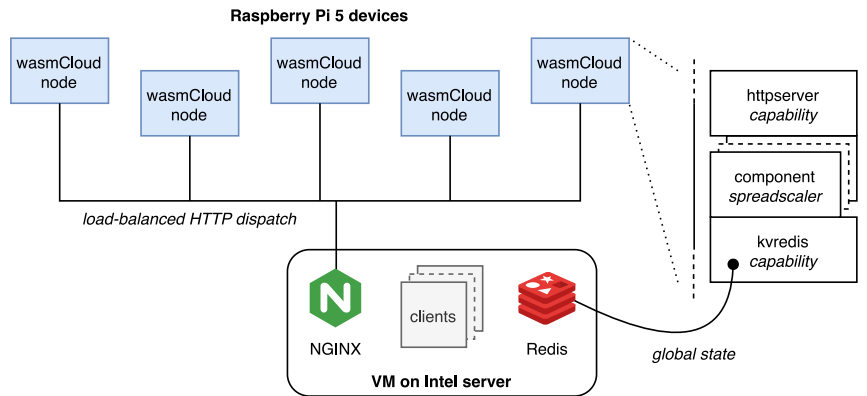 Raspberry Pi 5 devices
wasmCloud
node
wasmCloud
node
wasmCloud
node
wasmCloud
node
wasmCloud
node
httpserver
capability
component
spreadscaler
kvredis
capability
load-balanced HTTP dispatch
N
NGINX
clients
Redis
VM on Intel server
global state